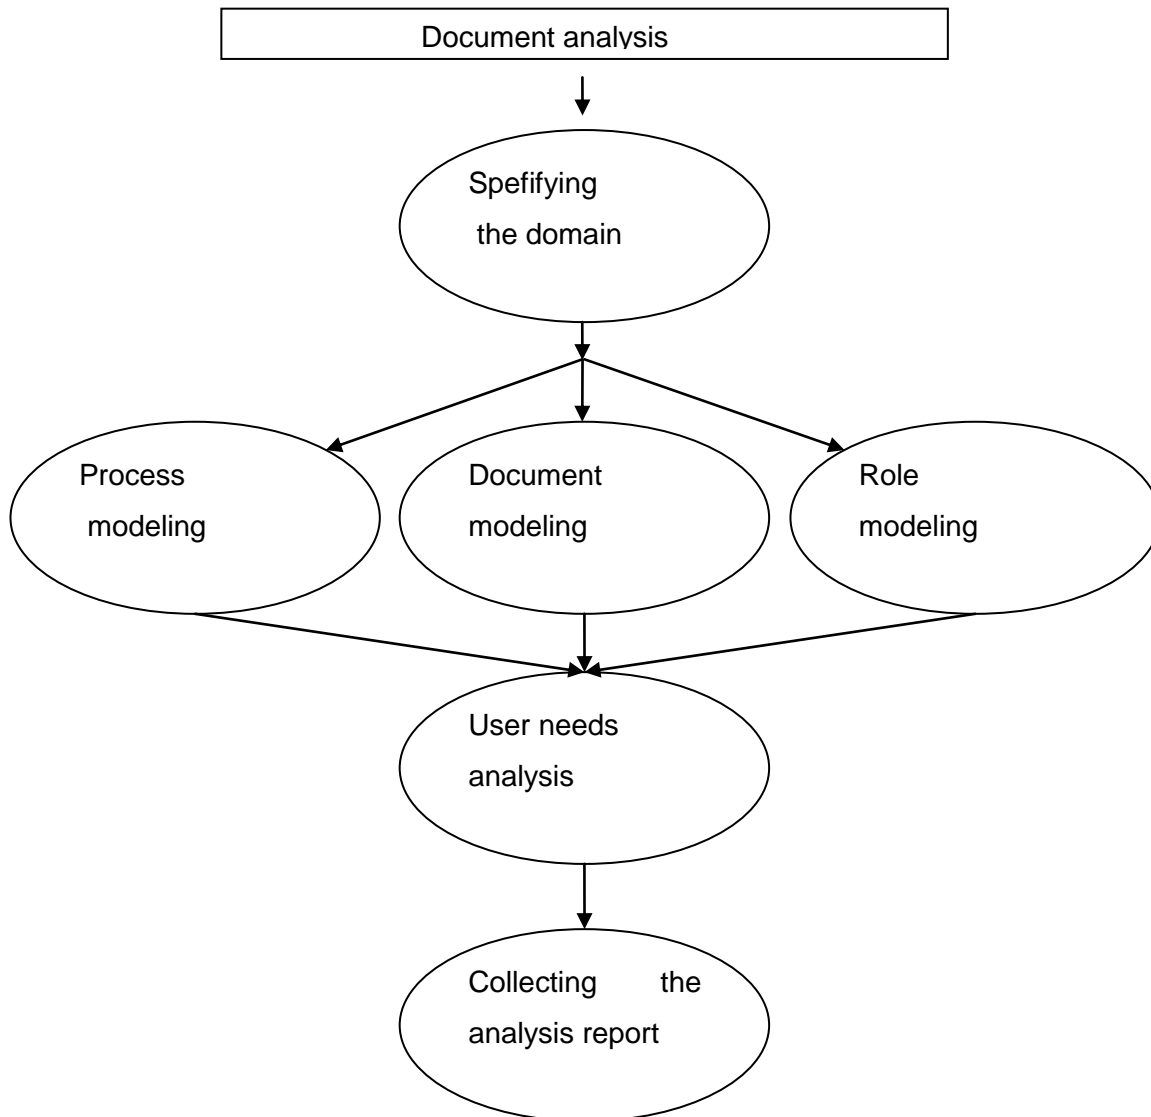 Document analysis
Spefifying
the domain
Process
modeling
Document
modeling
Role
modeling
User needs
analysis
Collecting the
analysis report